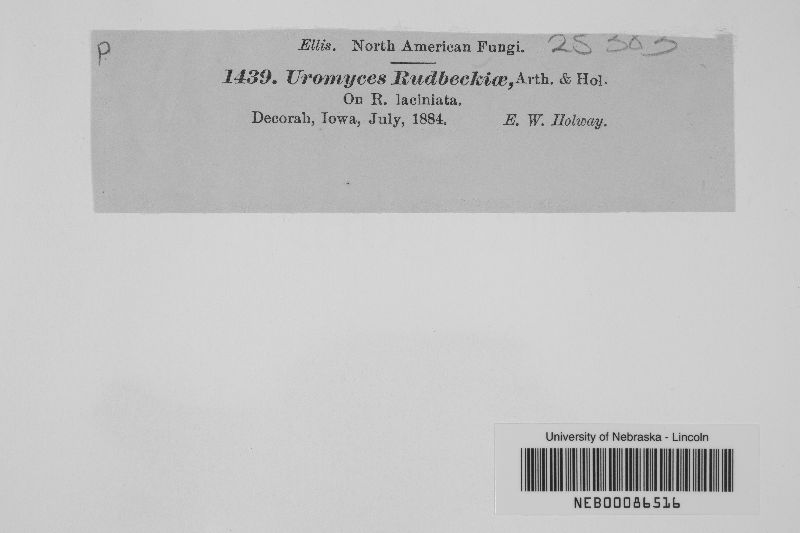 P
Ellis. North American Fungi. 25303
1439. Uromyces Rudbeckiæ, Arth. & Hol.
On R. laciniata.
Decorah, Iowa, July, 1884. E. W. Holway.
University of Nebraska - Lincoln
NEB00086516